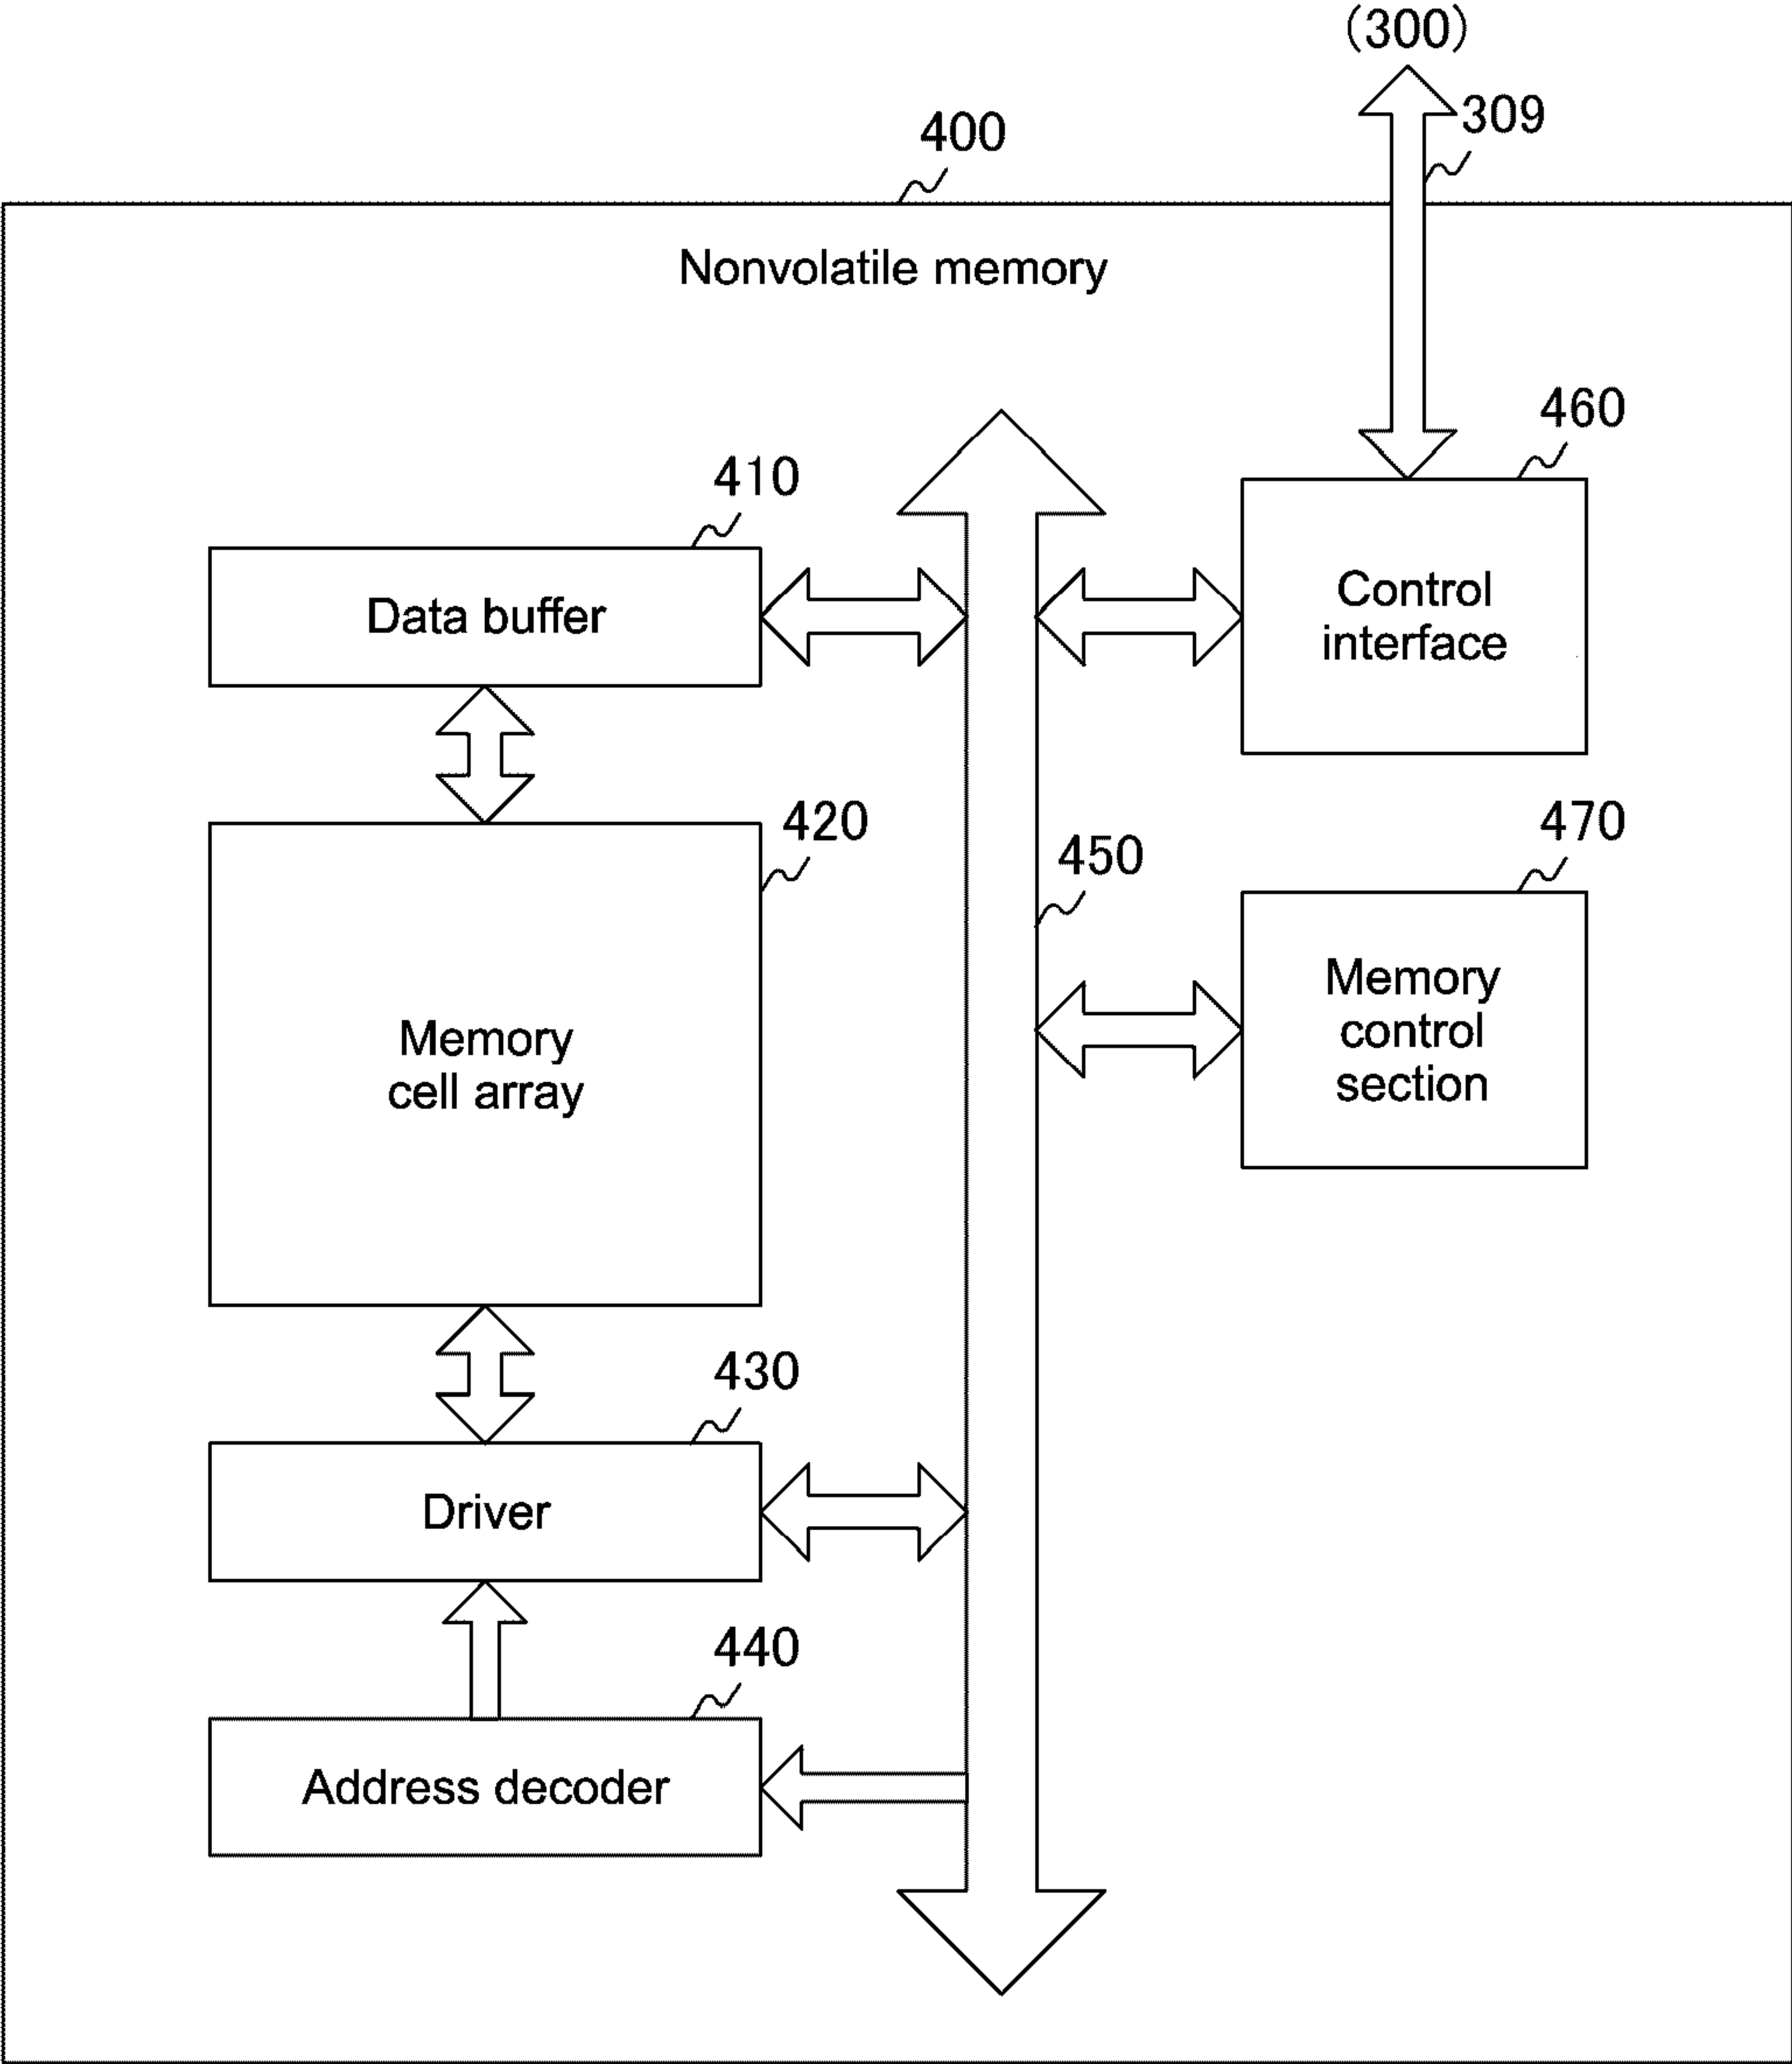 (300)
309
400
Nonvolatile memory
460
410
Control
interface
Data buffer
420
470
450
Memory
control
section
Memory
cell array
430
Driver
440
Address decoder